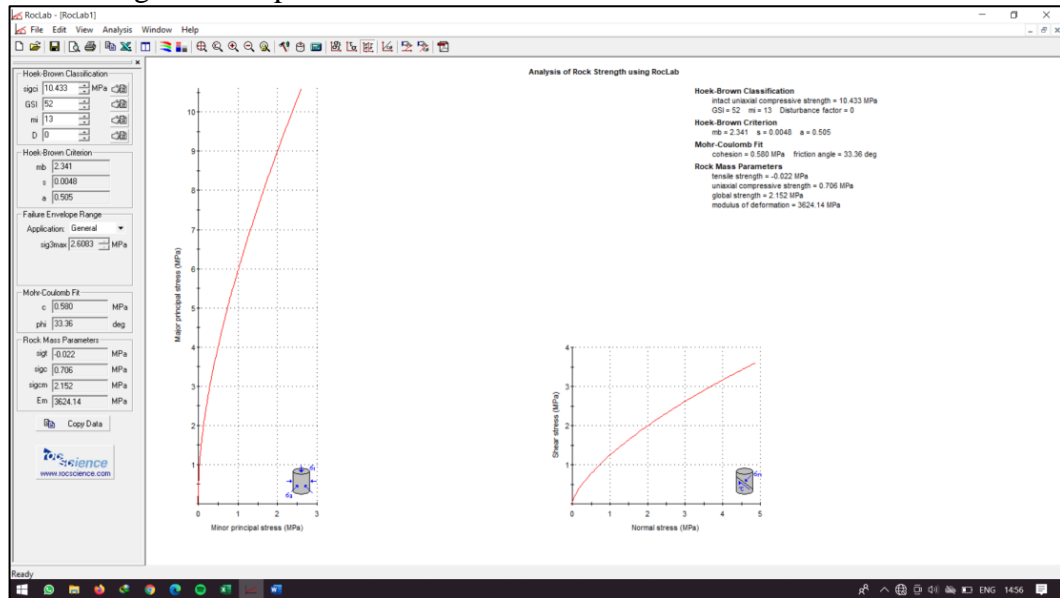 RocLab - [RocLab1]
File Edit View Analysis Window Help
Hoek-Brown Classification
sigci 10.433 MPa
GSI 52
mi 13
D 0
Hoek-Brown Criterion
mb 2.341
s 0.0048
a 0.505
Failure Envelope Range
Application: General
sig3max 2.6083 MPa
Mohr-Coulomb Fit
c 0.580 MPa
phi 33.36 deg
Rock Mass Parameters
sigt -0.022 MPa
sigc 0.706 MPa
sigcm 2.152 MPa
Em 3624.14 MPa
Copy Data
rocscience
www.rocscience.com
Analysis of Rock Strength using RocLab
Hoek-Brown Classification
intact uniaxial compressive strength = 10.433 MPa
GSI = 52 mi = 13 Disturbance factor = 0
Hoek-Brown Criterion
mb = 2.341 s = 0.0048 a = 0.505
Mohr-Coulomb Fit
cohesion = 0.580 MPa friction angle = 33.36 deg
Rock Mass Parameters
tensile strength = -0.022 MPa
uniaxial compressive strength = 0.706 MPa
global strength = 2.152 MPa
modulus of deformation = 3624.14 MPa
Major principal stress (MPa)
10
9
8
7
6
5
4
3
2
1
0 1 2 3
Minor principal stress (MPa)
σ1
σ3
Shear stress (MPa)
4
3
2
1
0 1 2 3 4 5
Normal stress (MPa)
σn
τ
Ready
ENG 14:56